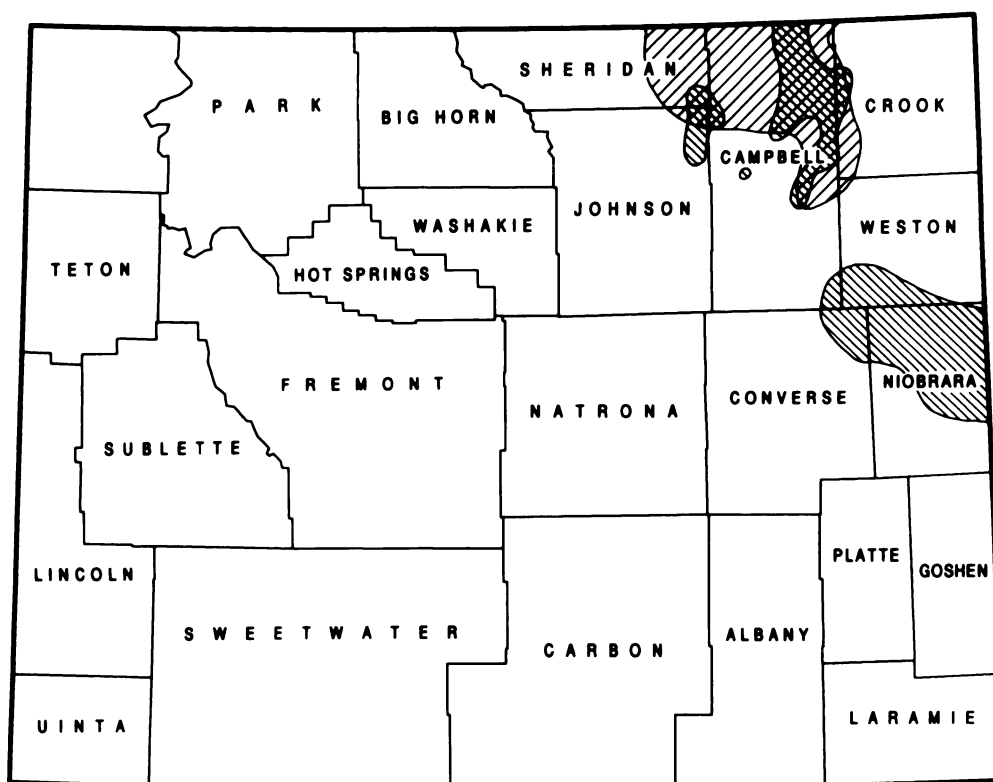 SHERIDAN
PARK
BIG HORN
CROOK
CAMPBELL
JOHNSON
WASHAKIE
WESTON
TETON
HOT SPRINGS
FREMONT
NIOBRARA
CONVERSE
NATRONA
SUBLETTE
PLATTE
GOSHEN
LINCOLN
SWEETWATER
ALBANY
CARBON
UINTA
LARAMIE